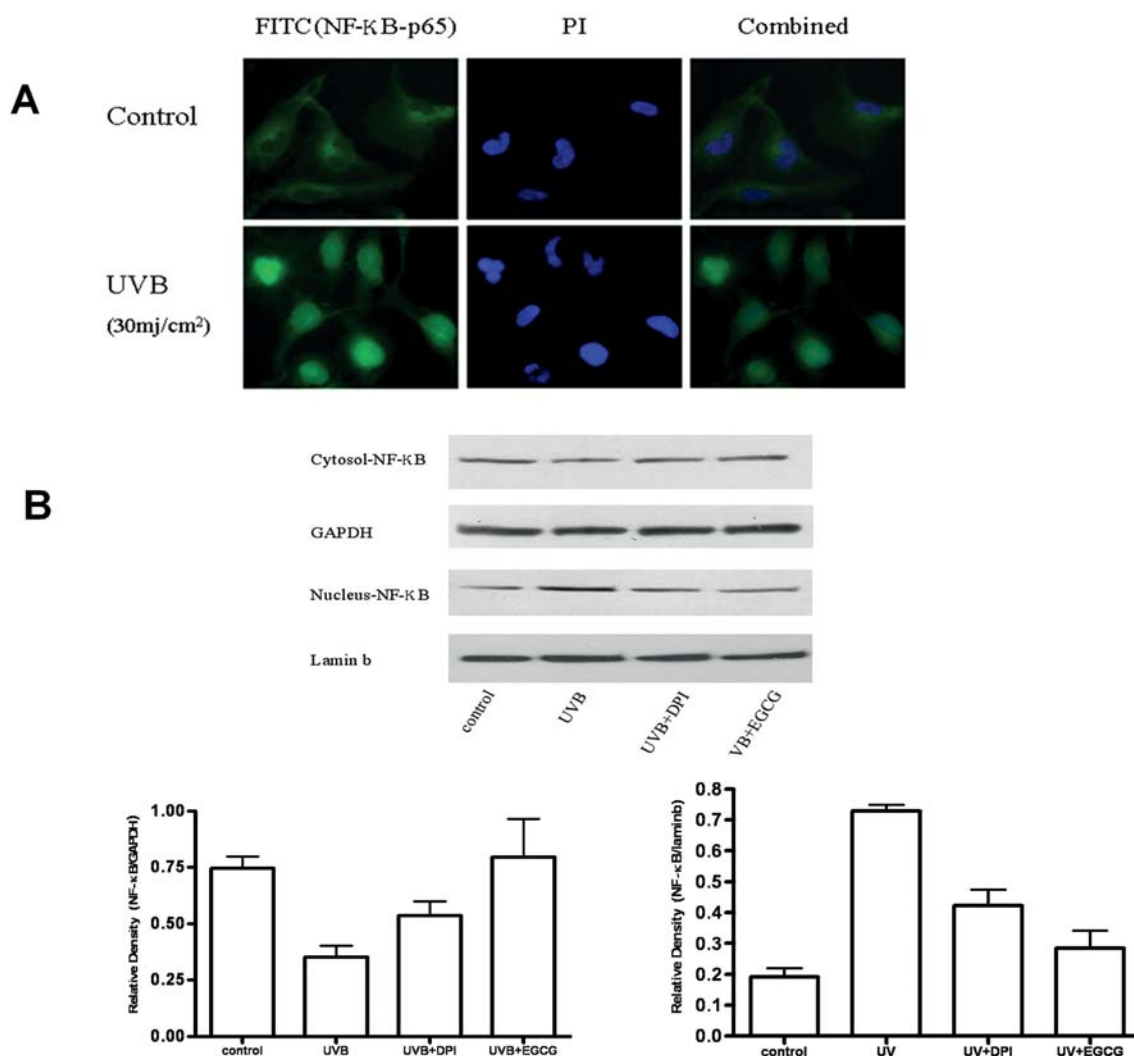 FITC(NF-κB-p65) PI Combined
A
Control
UVB
(30mj/cm²)
B
Cytosol-NF-κB
GAPDH
Nucleus-NF-κB
Lamin b
control UVB UVB+DPI VB+EGCG
Relative Density (NF-κB/GAPDH)
1.00
0.75
0.50
0.25
0.00
control UVB UVB+DPI UVB+EGCG
Relative Density (NF-κB/laminb)
0.8
0.7
0.6
0.5
0.4
0.3
0.2
0.1
0.0
control UV UV+DPI UV+EGCG